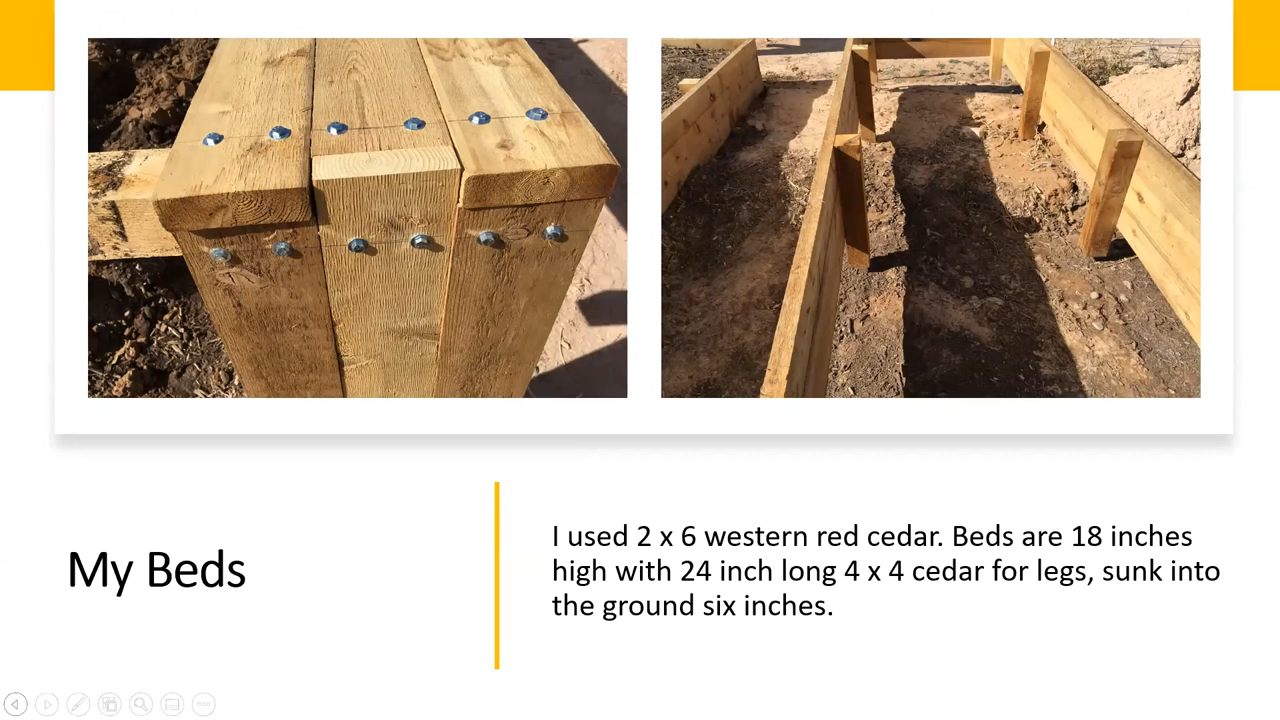 My Beds
I used 2 x 6 western red cedar. Beds are 18 inches
high with 24 inch long 4 x 4 cedar for legs, sunk into
the ground six inches.